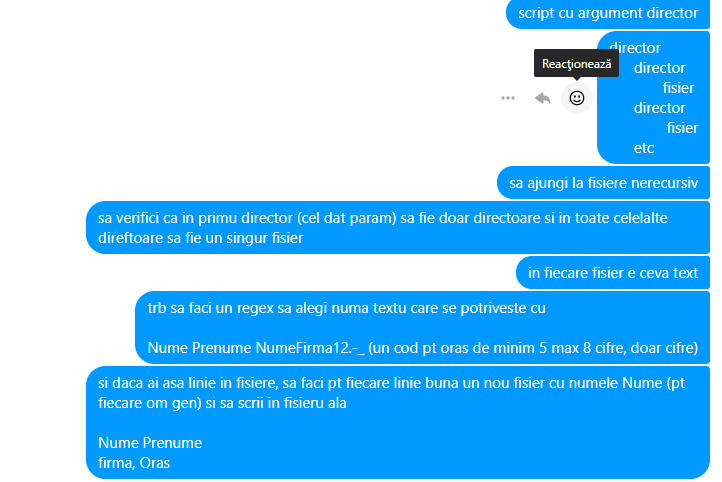 script cu argument director
director
Reacționează
director
fisier
director
fisier
etc
sa ajungi la fisiere nerecursiv
sa verifici ca in primu director (cel dat param) sa fie doar directoare si in toate celelalte
direftoare sa fie un singur fisier
in fiecare fisier e ceva text
trb sa faci un regex sa alegi numa textu care se potriveste cu
Nume Prenume NumeFirma12.-_ (un cod pt oras de minim 5 max 8 cifre, doar cifre)
si daca ai asa linie in fisiere, sa faci pt fiecare linie buna un nou fisier cu numele Nume (pt
fiecare om gen) si sa scrii in fisieru ala
Nume Prenume
firma, Oras